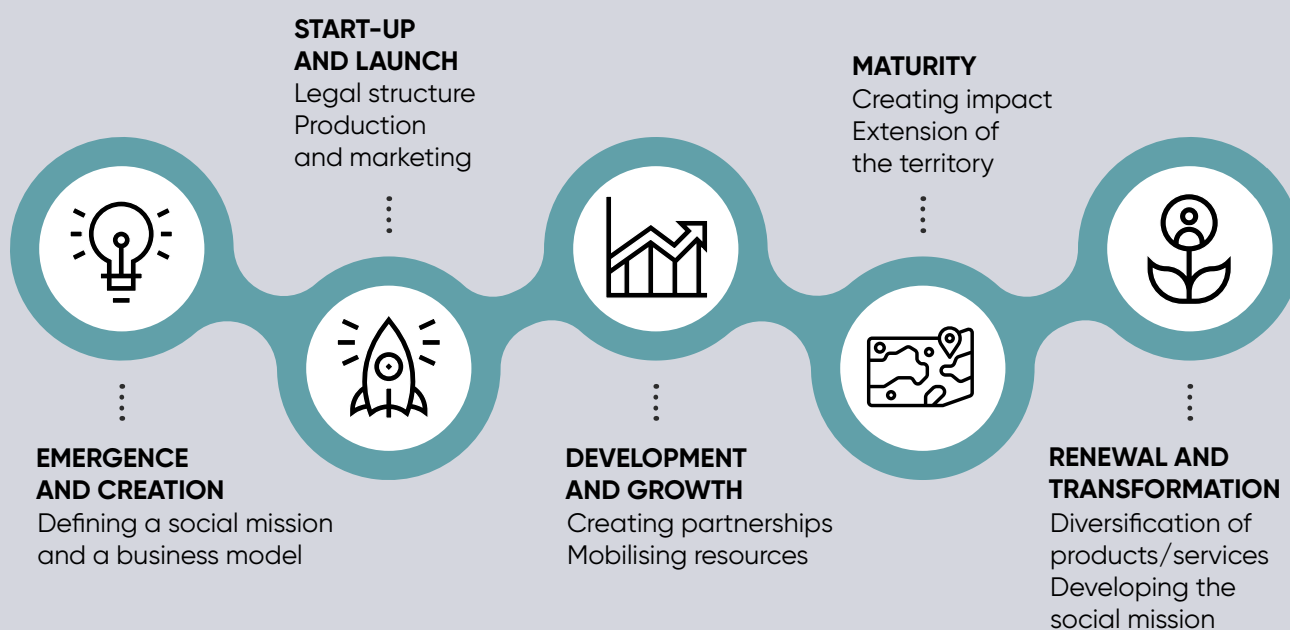 EMERGENCE
AND CREATION
Defining a social mission
and a business model
START-UP
AND LAUNCH
Legal structure
Production
and marketing
DEVELOPMENT
AND GROWTH
Creating partnerships
Mobilising resources
MATURITY
Creating impact
Extension of
the territory
RENEWAL AND
TRANSFORMATION
Diversification of
products/services
Developing the
social mission